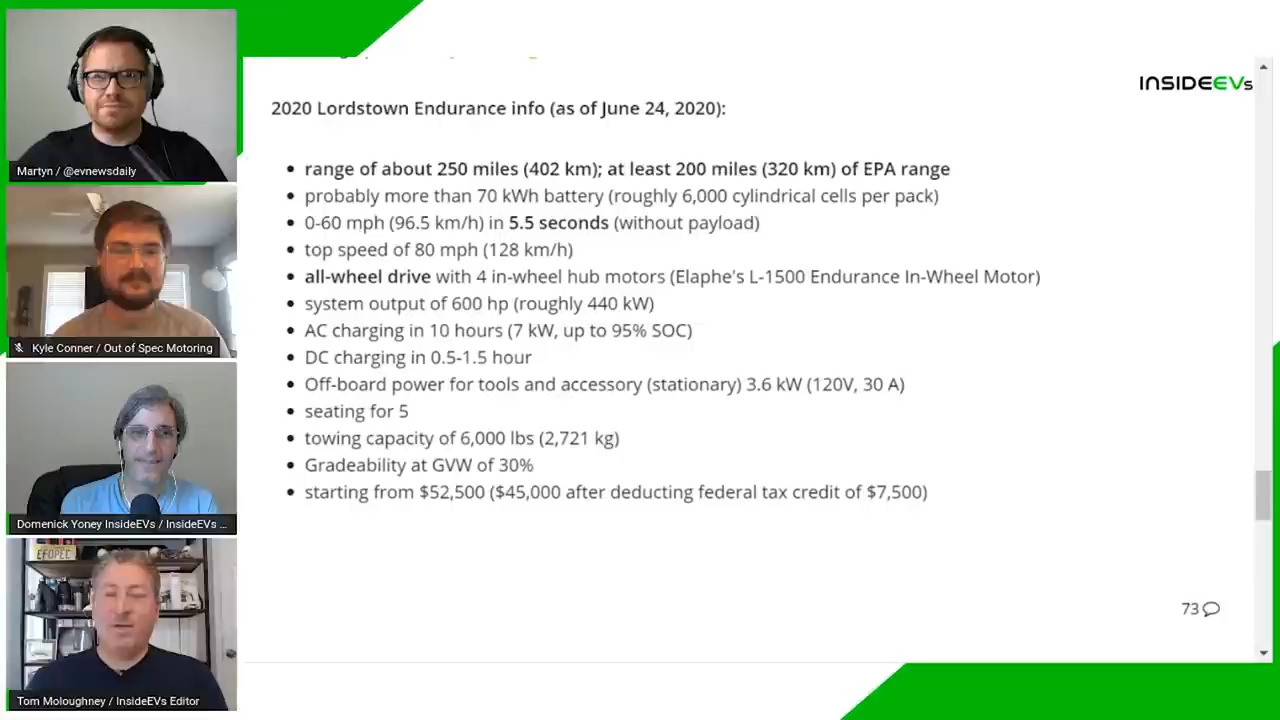 INSIDEEVs
2020 Lordstown Endurance info (as of June 24, 2020):
range of about 250 miles (402 km); at least 200 miles (320 km) of EPA range
probably more than 70 kWh battery (roughly 6,000 cylindrical cells per pack)
0-60 mph (96.5 km/h) in 5.5 seconds (without payload)
top speed of 80 mph (128 km/h)
all-wheel drive with 4 in-wheel hub motors (Elaphe's L-1500 Endurance In-Wheel Motor)
system output of 600 hp (roughly 440 kW)
AC charging in 10 hours (7 kW, up to 95% SOC)
DC charging in 0.5-1.5 hour
Off-board power for tools and accessory (stationary) 3.6 kW (120V, 30 A)
seating for 5
towing capacity of 6,000 lbs (2,721 kg)
Gradeability at GVW of 30%
starting from $52,500 ($45,000 after deducting federal tax credit of $7,500)
73
Martyn / @evnewsdaily
Kyle Conner / Out of Spec Motoring
Domenick Yoney InsideEVs / InsideEVs ...
EFOPEC
Tom Moloughney / InsideEVs Editor